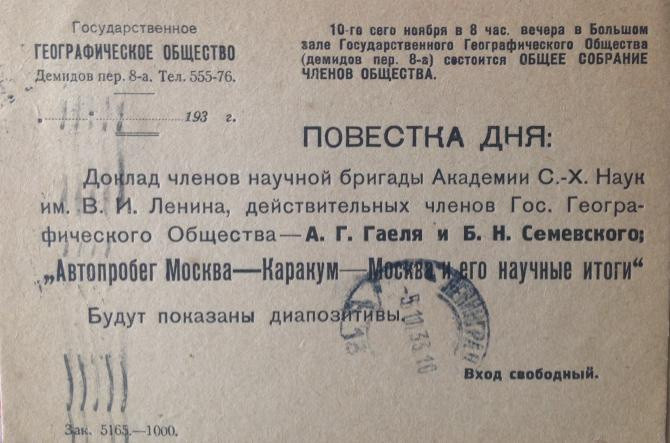 Государственное
ГЕОГРАФИЧЕСКОЕ ОБЩЕСТВО
Демидов пер. 8-а. Тел. 555-76.
„ “ 193 г.
10-го сего ноября в 8 час. вечера в Большом
зале Государственного Географического Общества
(демидов пер. 8-а) состоится ОБЩЕЕ СОБРАНИЕ
ЧЛЕНОВ ОБЩЕСТВА.
ПОВЕСТКА ДНЯ:
Доклад членов научной бригады Академии С.-Х. Наук
им. В. И. Ленина, действительных членов Гос. Геогра-
фического Общества—А. Г. Гаеля и Б. Н. Семевского;
„Автопробег Москва—Каракум—Москва и его научные итоги“
Будут показаны диапозитивы.
Вход свободный.
Зак. 5165.—1000.
ЛЕНИНГРАД